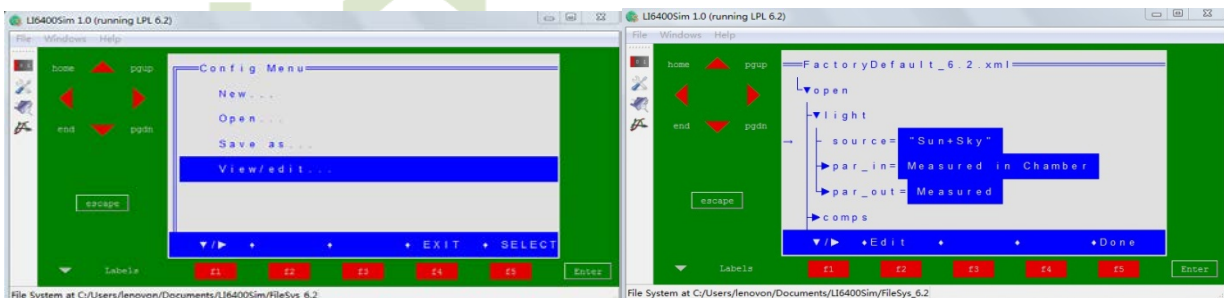 LI6400Sim 1.0 (running LPL 6.2)
File Windows Help
home pgup
end pgdn
escape
Config Menu
New...
Open...
Save as...
View/edit...
▼/▶ ♦ ♦ ♦ EXIT ♦ SELECT
Labels f1 f2 f3 f4 f5 Enter
File System at C:/Users/lenovon/Documents/LI6400Sim/FileSys_6.2
LI6400Sim 1.0 (running LPL 6.2)
File Windows Help
home pgup
end pgdn
escape
FactoryDefault_6.2.xml
▼open
▼light
→ source= "Sun+Sky"
▶par_in= Measured in Chamber
▶par_out= Measured
▶comps
▼/▶ ♦Edit ♦ ♦ ♦Done
Labels f1 f2 f3 f4 f5 Enter
File System at C:/Users/lenovon/Documents/LI6400Sim/FileSys_6.2